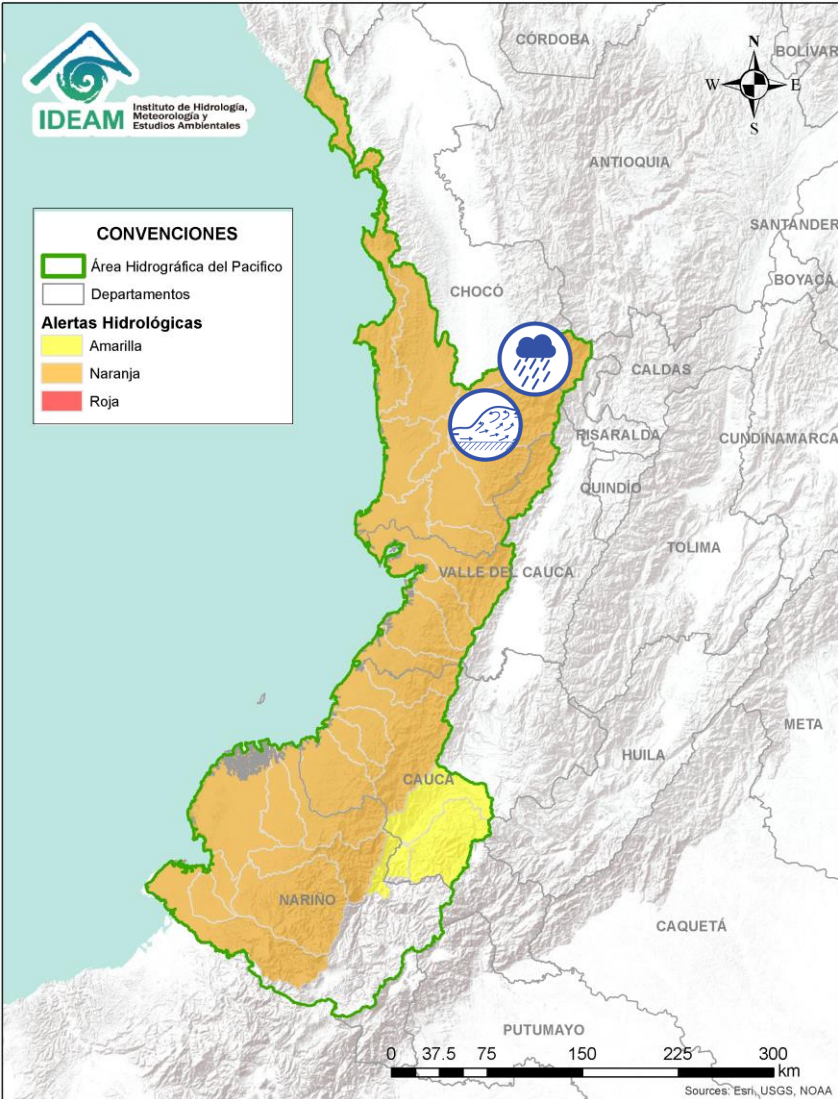 IDEAM
Instituto de Hidrología,
Meteorología y
Estudios Ambientales
N
W
E
S
CONVENCIONES
Área Hidrográfica del Pacifico
Departamentos
Alertas Hidrológicas
Amarilla
Naranja
Roja
CÓRDOBA
BOLÍVAR
ANTIOQUIA
SANTANDER
BOYACÁ
CHOCÓ
CALDAS
RISARALDA
CUNDINAMARCA
QUINDÍO
TOLIMA
VALLE DEL CAUCA
META
HUILA
CAUCA
NARIÑO
CAQUETÁ
PUTUMAYO
0 37.5 75 150 225 300
km
Sources: Esri, USGS, NOAA